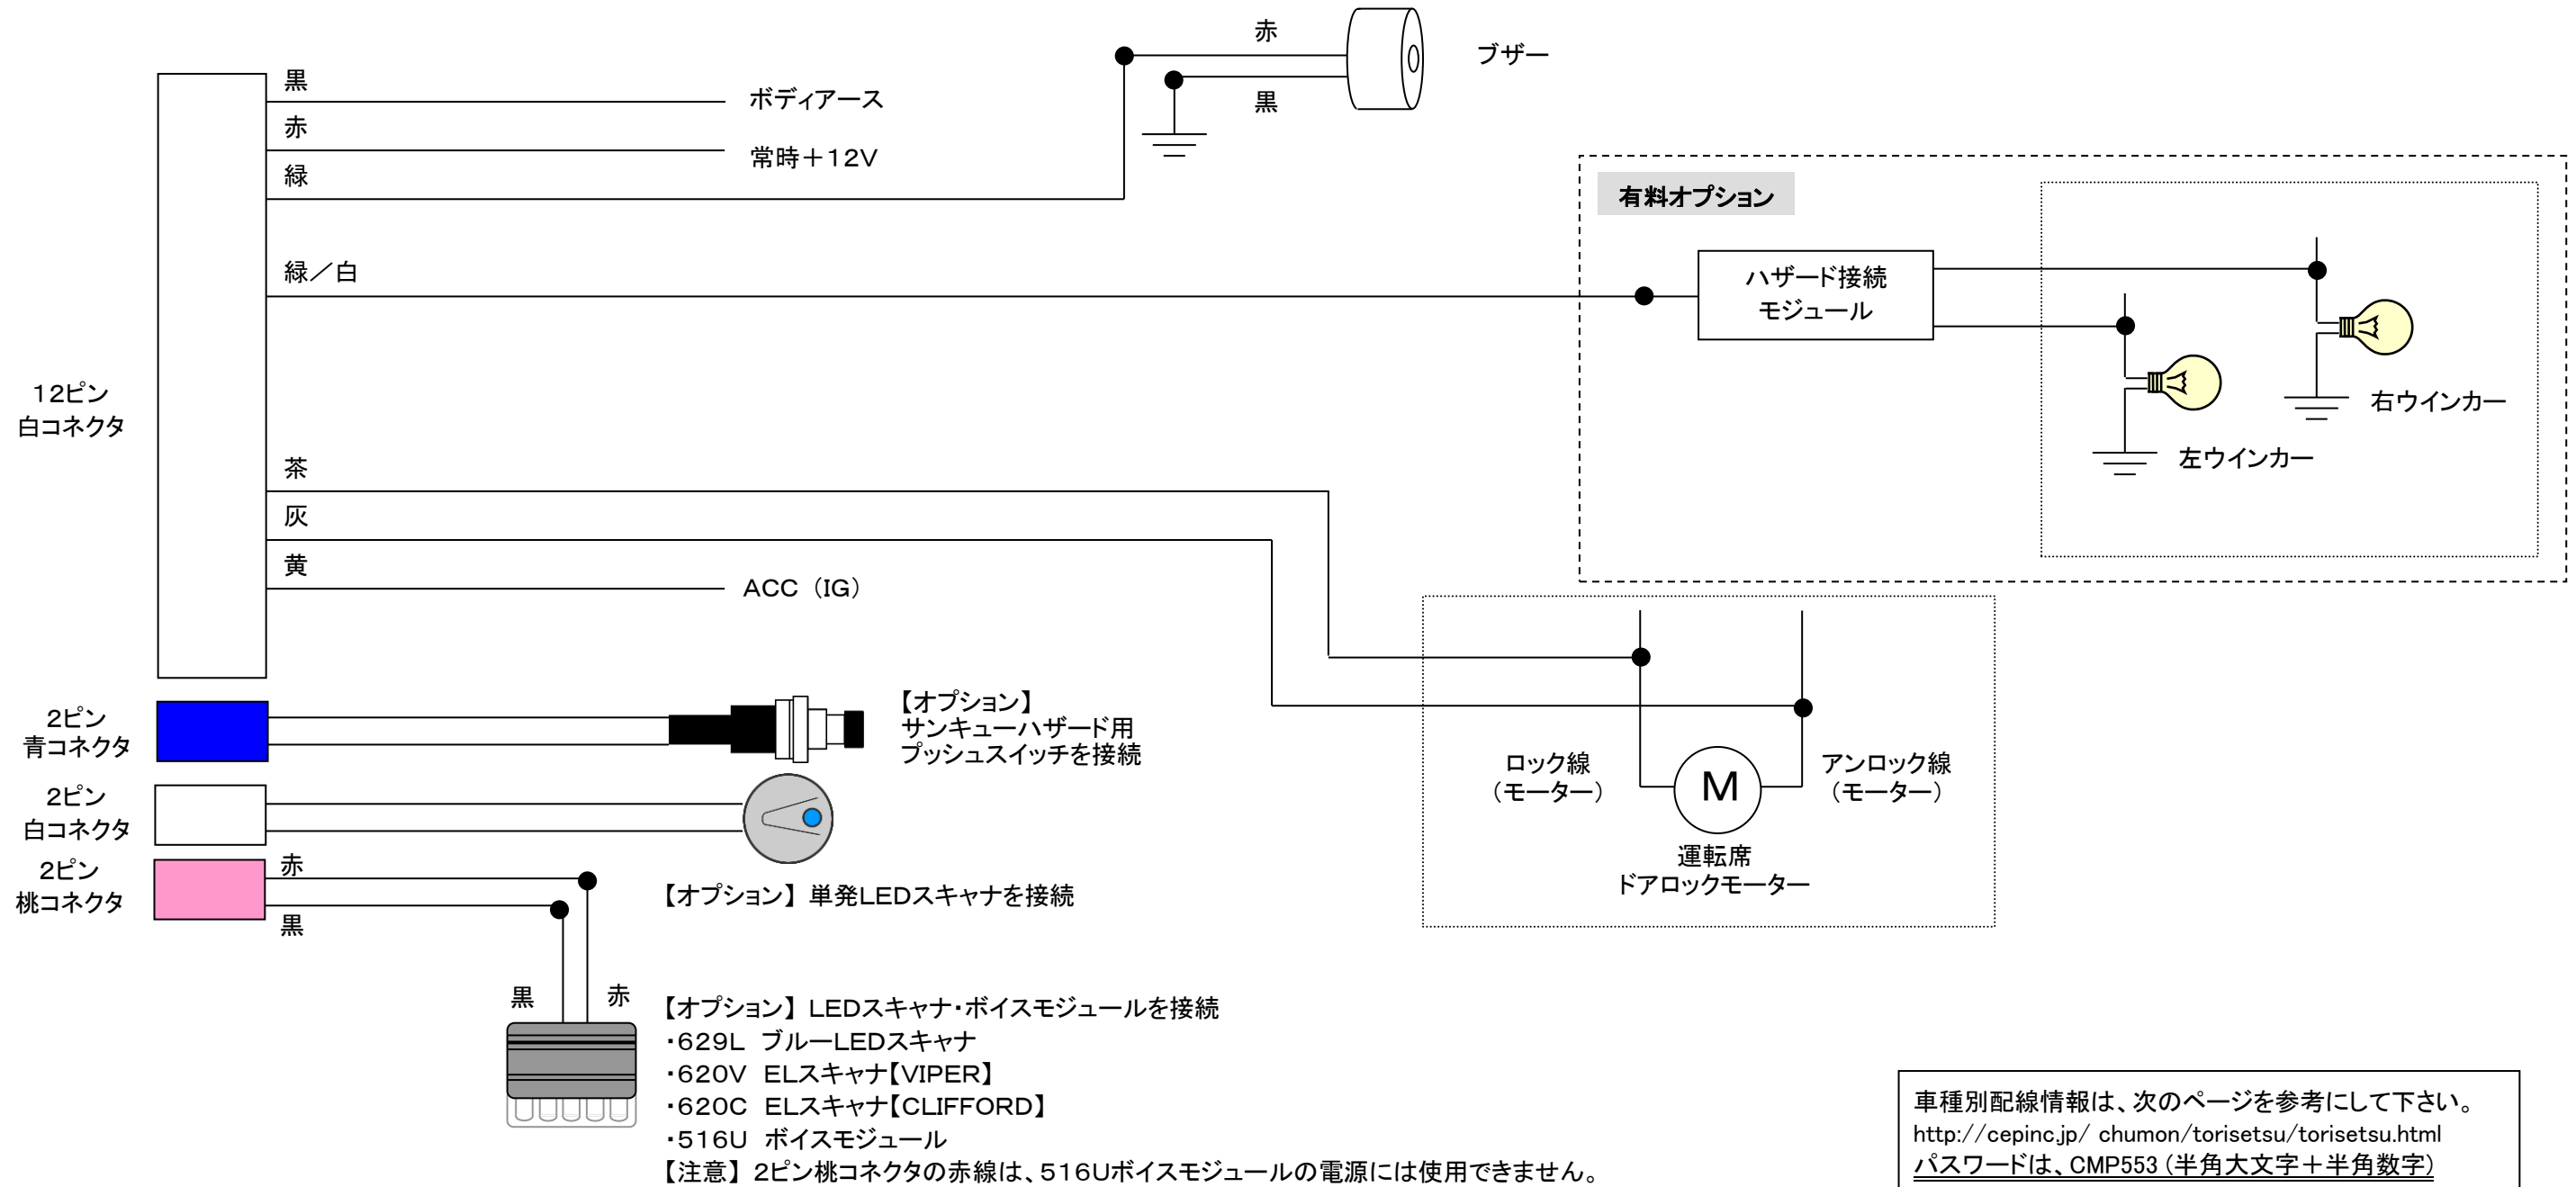 赤
ブザー
黒
黒
ボディアース
赤
常時＋１２Ｖ
緑
有料オプション
緑／白
ハザード接続
モジュール
１２ピン
白コネクタ
右ウインカー
左ウインカー
茶
灰
黄
ACC（IG）
２ピン
青コネクタ
【オプション】
サンキューハザード用
プッシュスイッチを接続
ロック線
（モーター）
M
アンロック線
（モーター）
運転席
ドアロックモーター
２ピン
白コネクタ
２ピン
桃コネクタ
赤
黒
【オプション】単発LEDスキャナを接続
黒
赤
【オプション】LEDスキャナ・ボイスモジュールを接続
・６２９L ブルーLEDスキャナ
・６２０V ELスキャナ【VIPER】
・６２０C ELスキャナ【CLIFFORD】
・５１６U ボイスモジュール
【注意】２ピン桃コネクタの赤線は、５１６Uボイスモジュールの電源には使用できません。
車種別配線情報は、次のページを参考にして下さい。
http://cepinc.jp/ chumon/torisetsu/torisetsu.html
パスワードは、CMP553（半角大文字＋半角数字）